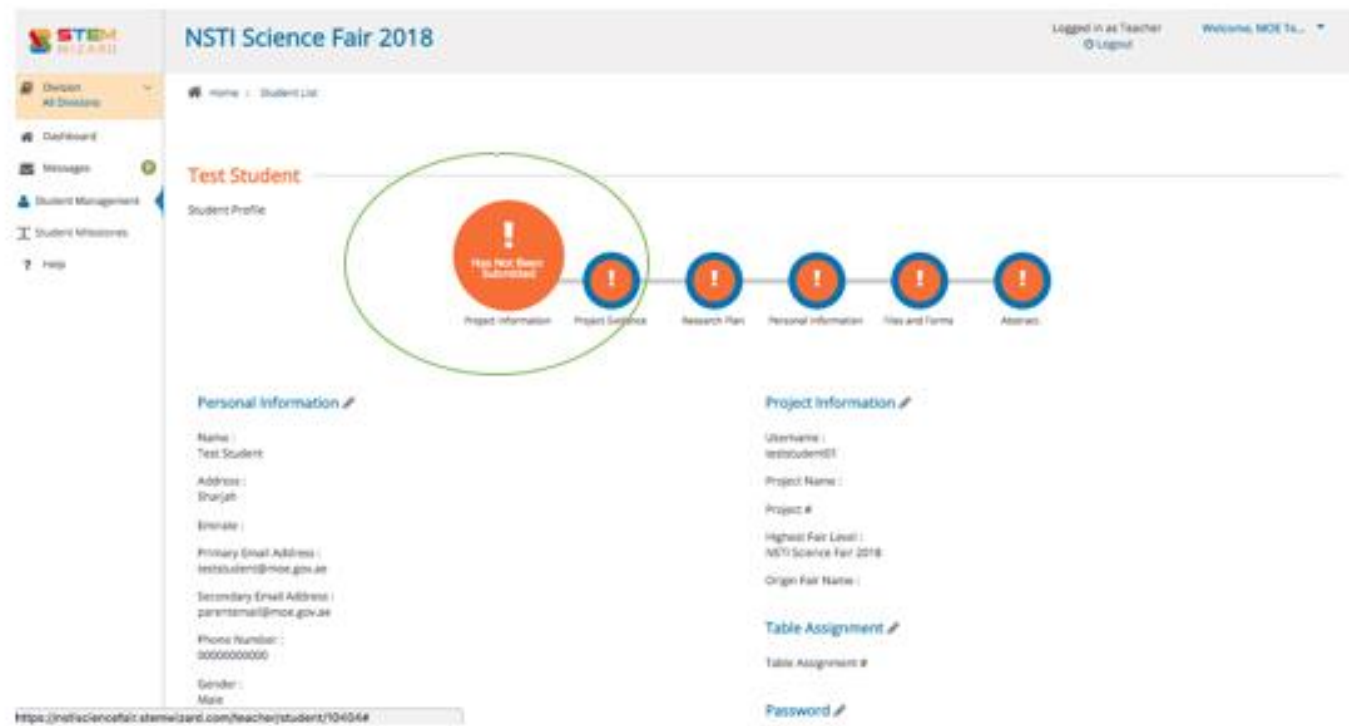 STEM
WIZARD
NSTI Science Fair 2018
Logged in as Teacher
Logout
Welcome, MOE Te...
Division
All Divisions
Home
Student List
Dashboard
Messages
Student Management
Student Milestones
? Help
Test Student
Student Profile
!
Has Not Been
Submitted
! ! ! ! !
Project Information
Project Guidance
Research Plan
Personal Information
Files and Forms
Abstract
Personal Information
Name :
Test Student
Address :
Sharjah
Emirate :
Primary Email Address :
teststudent@moe.gov.ae
Secondary Email Address :
parentemail@moe.gov.ae
Phone Number :
00000000000
Gender :
Male
Project Information
Username :
teststudent01
Project Name :
Project #
Highest Fair Level :
NSTI Science Fair 2018
Origin Fair Name :
Table Assignment
Table Assignment #
Password
https://nstisciencefair.stemwizard.com/teacher/student/10404#